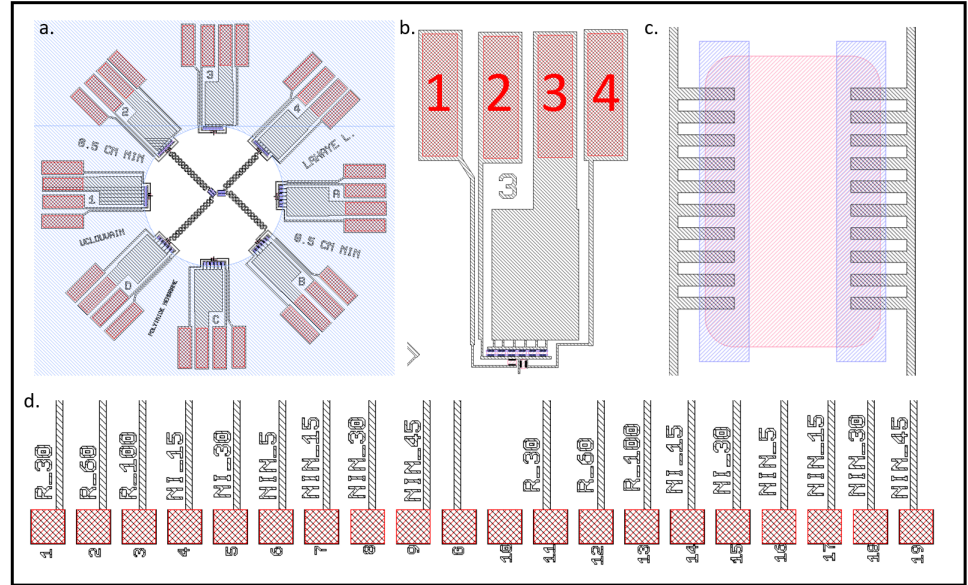 a.
3
2
4
0.5 CM MIN
LAHAYE L.
1
A
UCLOUVAIN
0.5 CM MIN
D
B
POLYIMIDE MEMBRANE
C
b.
1 2 3 4
3
c.
d.
R_30 R_60 R_100 NI_15 NI_30 NIN_5 NIN_15 NIN_30 NIN_45 R_30 R_60 R_100 NI_15 NI_30 NIN_5 NIN_15 NIN_30 NIN_45
1 2 3 4 5 6 7 8 9 G 10 11 12 13 14 15 16 17 18 19